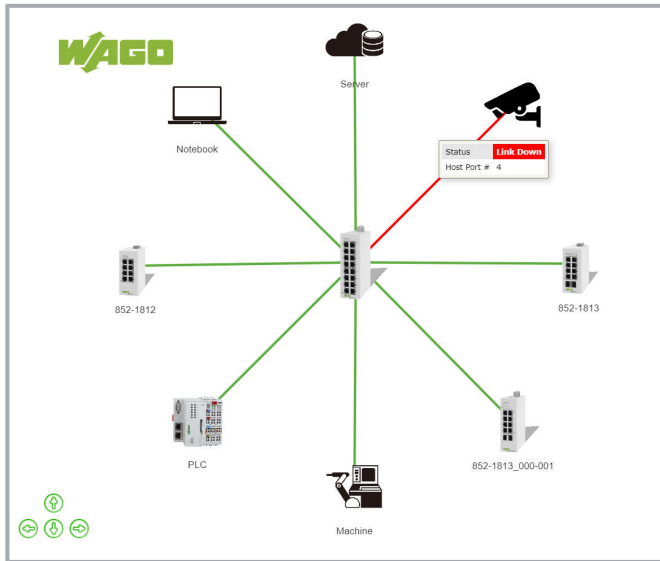 WAGO
Server
Notebook
Status Link Down
Host Port # 4
852-1812
852-1813
PLC
852-1813_000-001
Machine